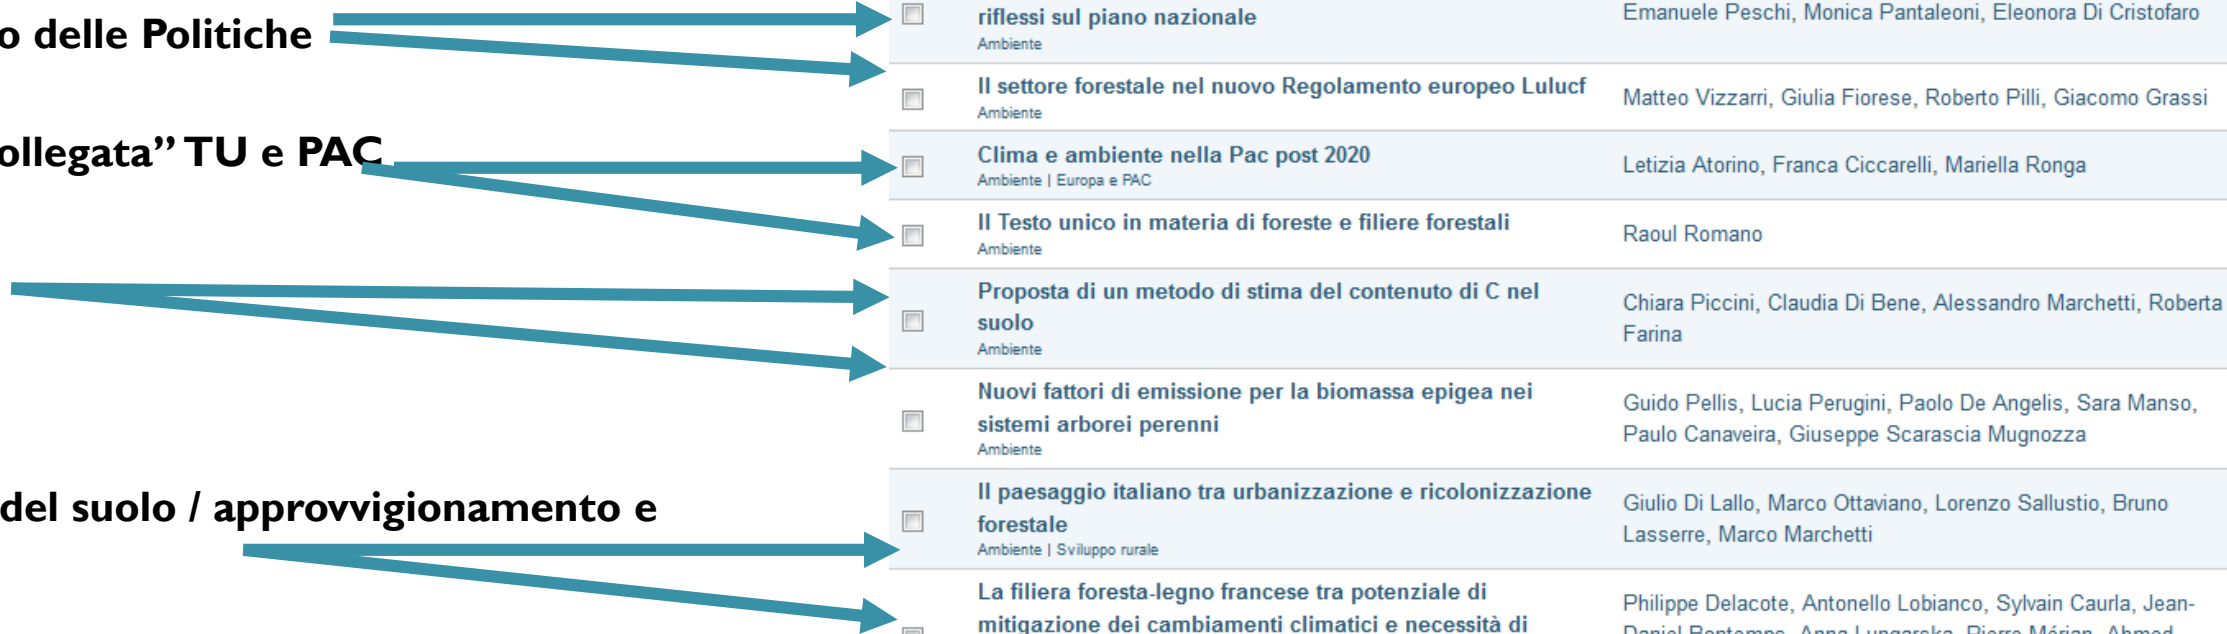 o delle Politiche
ollegata” TU e PAC
del suolo / approvvigionamento e
riflessi sul piano nazionale
Ambiente
Emanuele Peschi, Monica Pantaleoni, Eleonora Di Cristofaro
Il settore forestale nel nuovo Regolamento europeo Lulucf
Ambiente
Matteo Vizzarri, Giulia Fiorese, Roberto Pilli, Giacomo Grassi
Clima e ambiente nella Pac post 2020
Ambiente | Europa e PAC
Letizia Atorino, Franca Ciccarelli, Mariella Ronga
Il Testo unico in materia di foreste e filiere forestali
Ambiente
Raoul Romano
Proposta di un metodo di stima del contenuto di C nel
suolo
Ambiente
Chiara Piccini, Claudia Di Bene, Alessandro Marchetti, Roberta
Farina
Nuovi fattori di emissione per la biomassa epigea nei
sistemi arborei perenni
Ambiente
Guido Pellis, Lucia Perugini, Paolo De Angelis, Sara Manso,
Paulo Canaveira, Giuseppe Scarascia Mugnozza
Il paesaggio italiano tra urbanizzazione e ricolonizzazione
forestale
Ambiente | Sviluppo rurale
Giulio Di Lallo, Marco Ottaviano, Lorenzo Sallustio, Bruno
Lasserre, Marco Marchetti
La filiera foresta-legno francese tra potenziale di
mitigazione dei cambiamenti climatici e necessità di
Philippe Delacote, Antonello Lobianco, Sylvain Caurla, Jean-
Daniel Bontemps, Anna Lungarska, Pierre Mérian, Ahmed